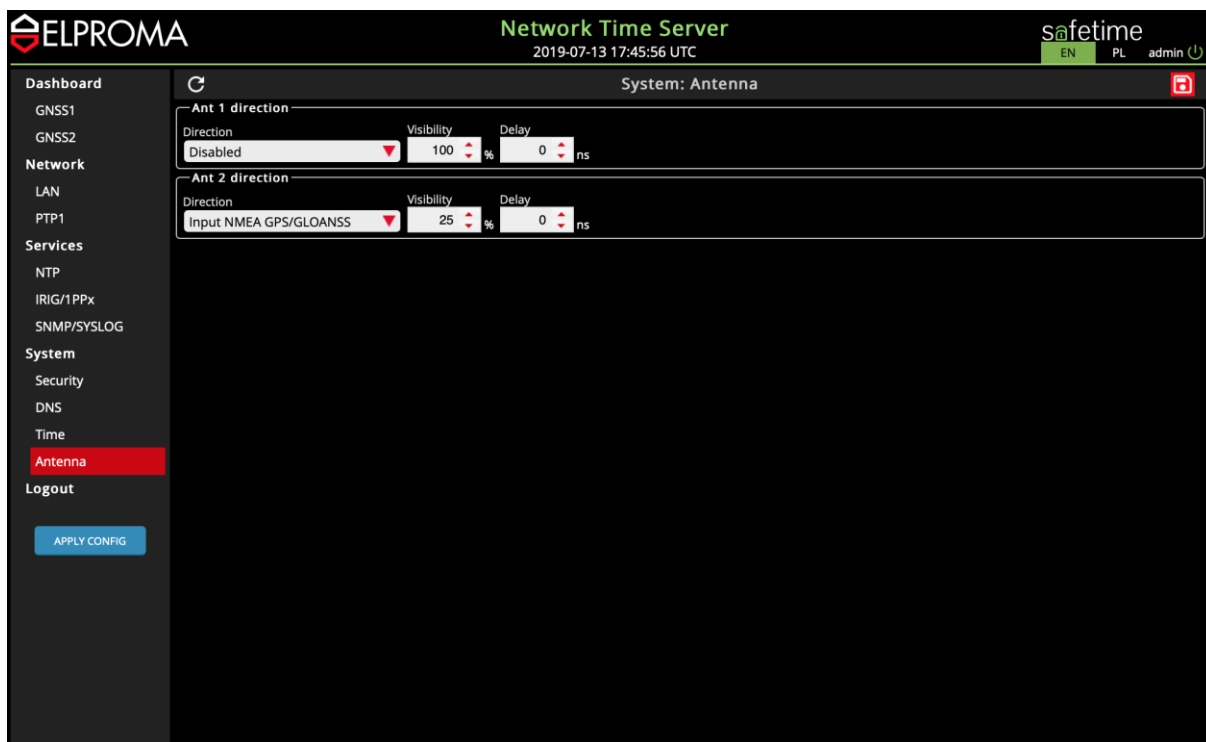 ELPROMA
Network Time Server
2019-07-13 17:45:56 UTC
safetime
EN PL admin
Dashboard
GNSS1
GNSS2
Network
LAN
PTP1
Services
NTP
IRIG/1PPx
SNMP/SYSLOG
System
Security
DNS
Time
Antenna
Logout
APPLY CONFIG
System: Antenna
Ant 1 direction
Direction Visibility Delay
Disabled 100 % 0 ns
Ant 2 direction
Direction Visibility Delay
Input NMEA GPS/GLOANSS 25 % 0 ns